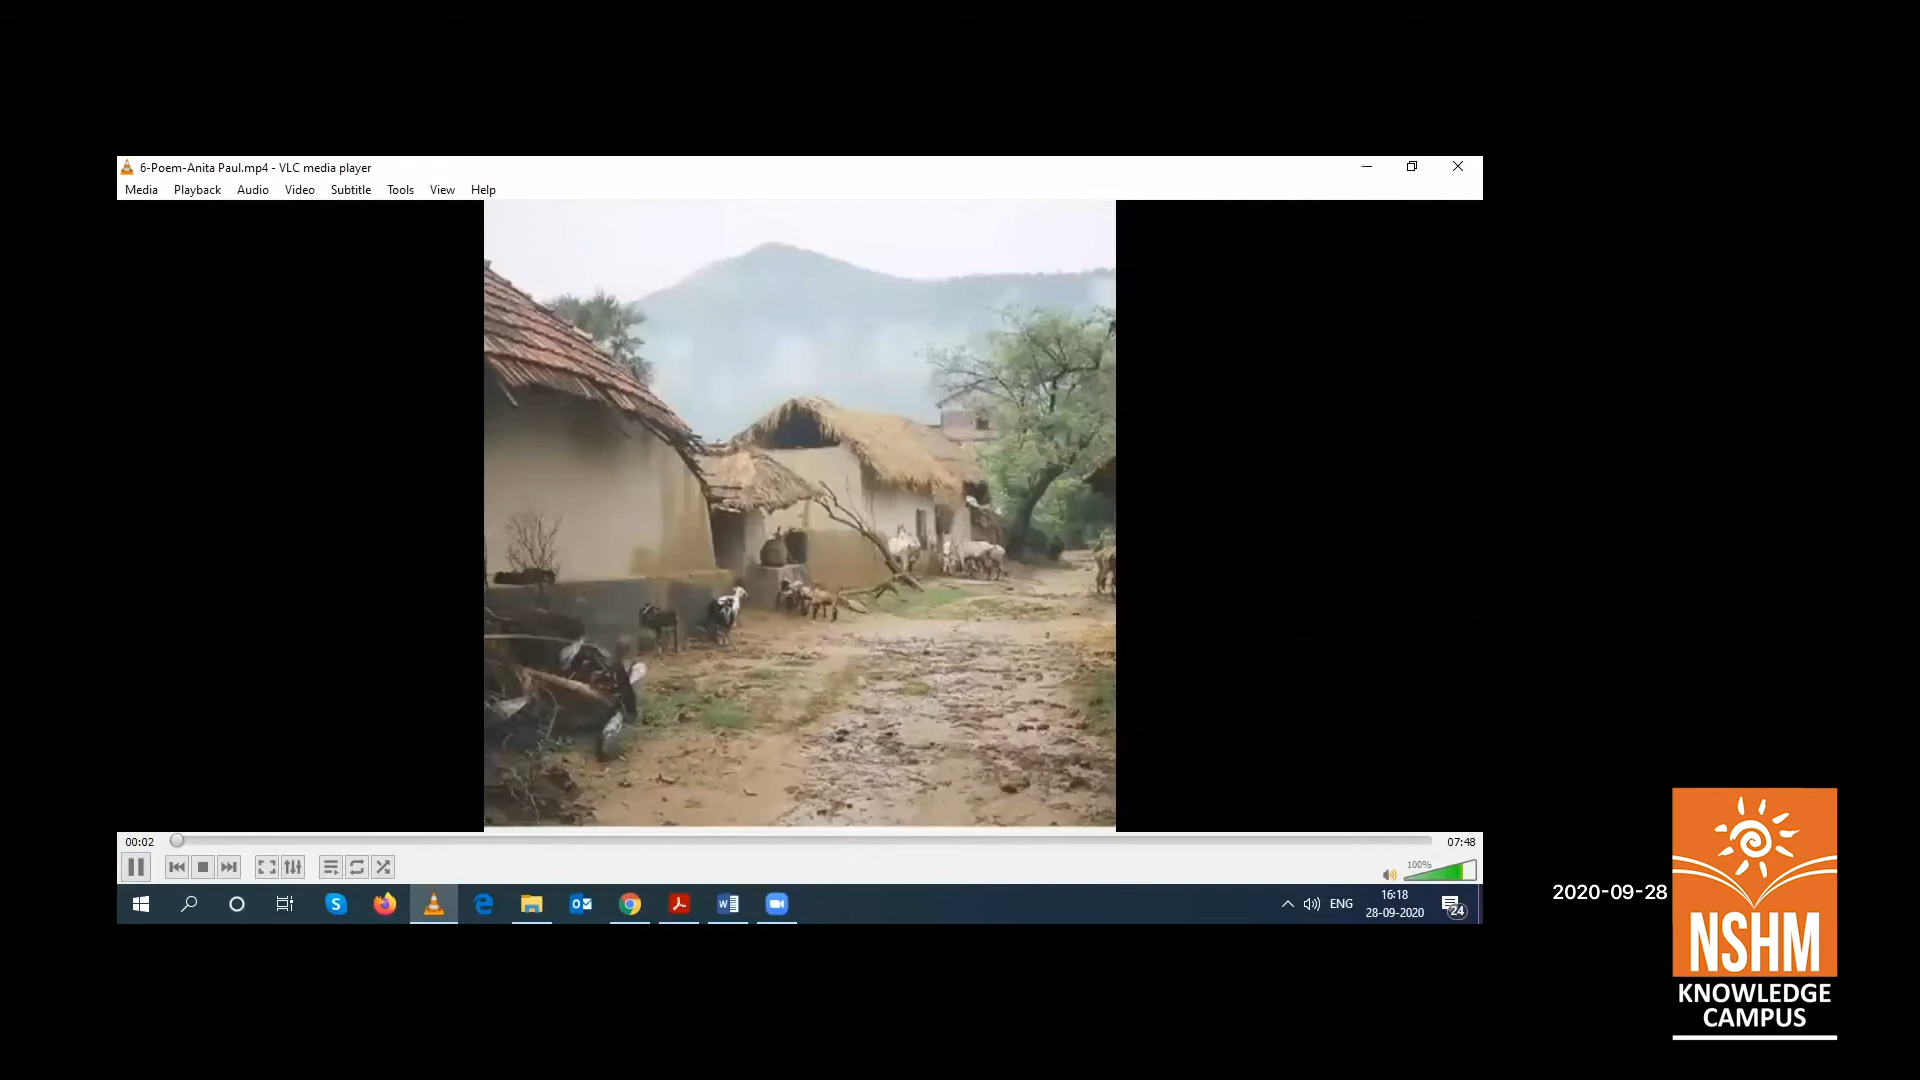 6-Poem-Anita Paul.mp4 - VLC media player
Media Playback Audio Video Subtitle Tools View Help
00:02
07:48
100%
16:18
ENG
28-09-2020
24
2020-09-28
NSHM
KNOWLEDGE
CAMPUS